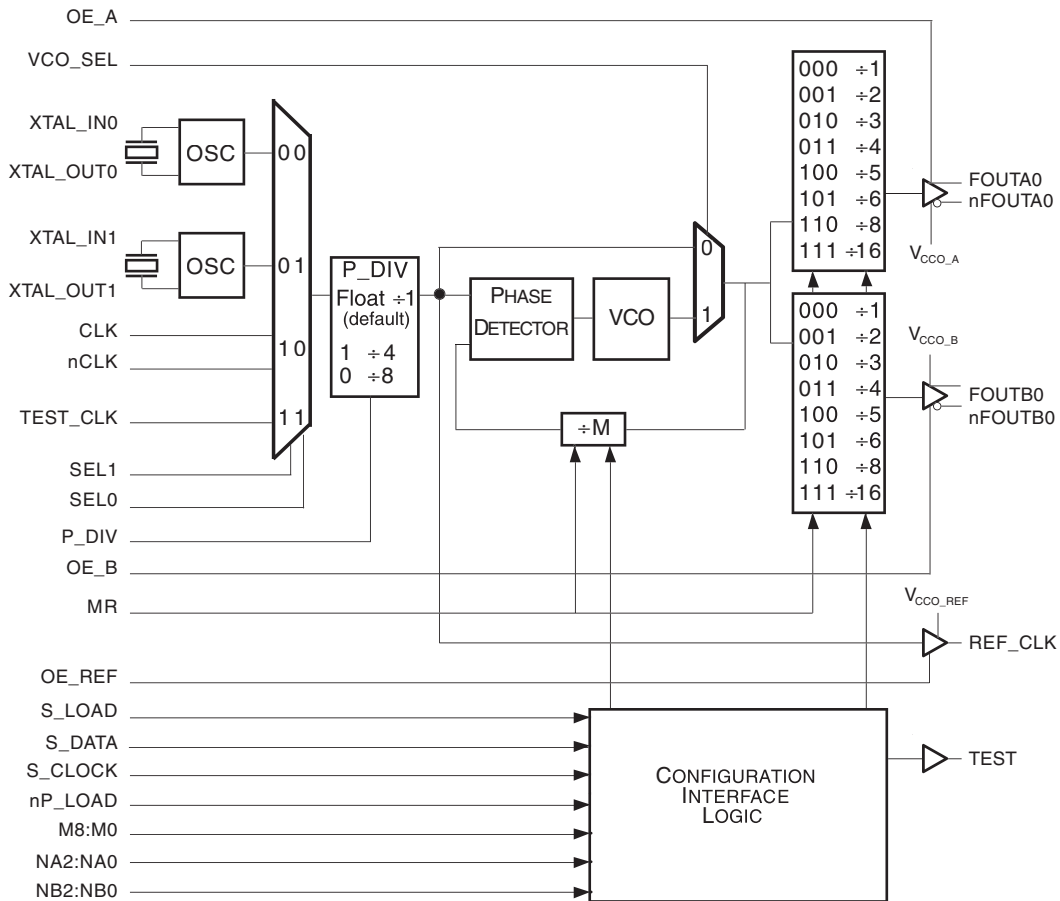 OE_A
VCO_SEL
XTAL_IN0
XTAL_OUT0
OSC
XTAL_IN1
XTAL_OUT1
OSC
CLK
nCLK
TEST_CLK
SEL1
SEL0
P_DIV
OE_B
MR
OE_REF
S_LOAD
S_DATA
S_CLOCK
nP_LOAD
M8:M0
NA2:NA0
NB2:NB0
00
01
10
11
P_DIV
Float ÷1
(default)
1 ÷4
0 ÷8
PHASE
DETECTOR
VCO
0
1
÷M
000 ÷1
001 ÷2
010 ÷3
011 ÷4
100 ÷5
101 ÷6
110 ÷8
111 ÷16
000 ÷1
001 ÷2
010 ÷3
011 ÷4
100 ÷5
101 ÷6
110 ÷8
111 ÷16
FOUTA0
nFOUTA0
VCCO_A
VCCO_B
FOUTB0
nFOUTB0
VCCO_REF
REF_CLK
CONFIGURATION
INTERFACE
LOGIC
TEST